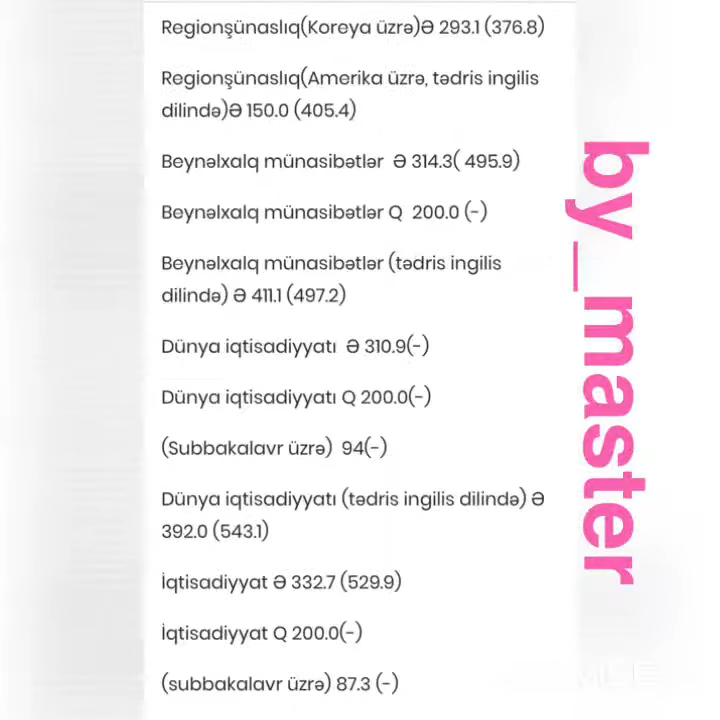 Regionşünaslıq(Koreya üzrə)Ə 293.1 (376.8)
Regionşünaslıq(Amerika üzrə, tədris ingilis
dilində)Ə 150.0 (405.4)
Beynəlxalq münasibətlər Ə 314.3( 495.9)
Beynəlxalq münasibətlər Q 200.0 (-)
Beynəlxalq münasibətlər (tədris ingilis
dilində) Ə 411.1 (497.2)
Dünya iqtisadiyyatı Ə 310.9(-)
Dünya iqtisadiyyatı Q 200.0(-)
(Subbakalavr üzrə) 94(-)
Dünya iqtisadiyyatı (tədris ingilis dilində) Ə
392.0 (543.1)
İqtisadiyyat Ə 332.7 (529.9)
İqtisadiyyat Q 200.0(-)
(subbakalavr üzrə) 87.3 (-)
by_master